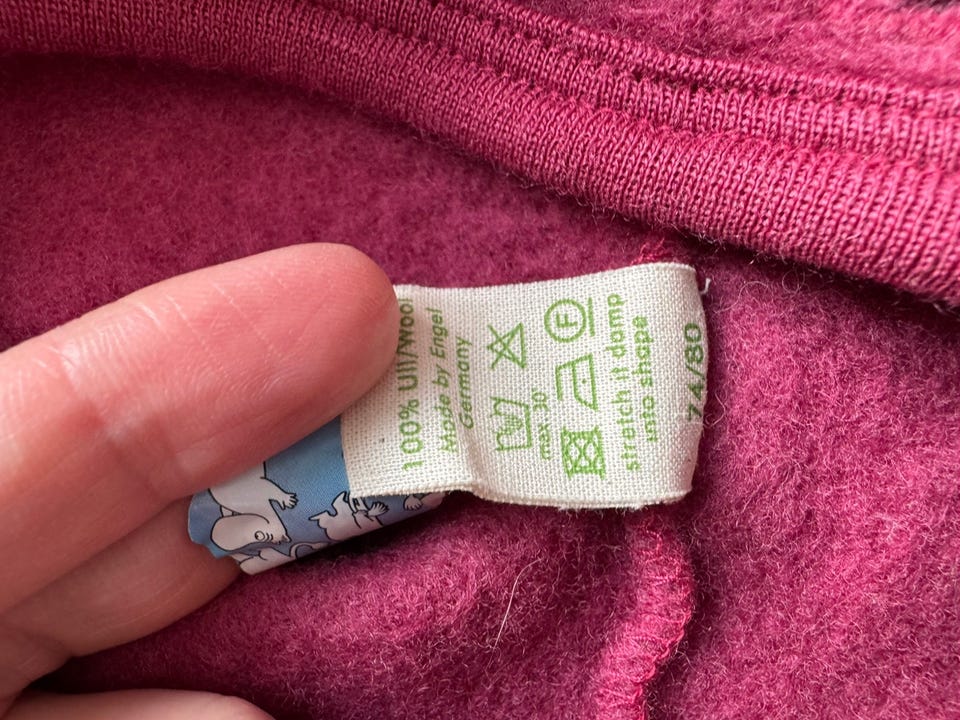 100% Ull/Wool
Made by Engel
Germany
max 30°
F
stretch it damp
into shape
74/80